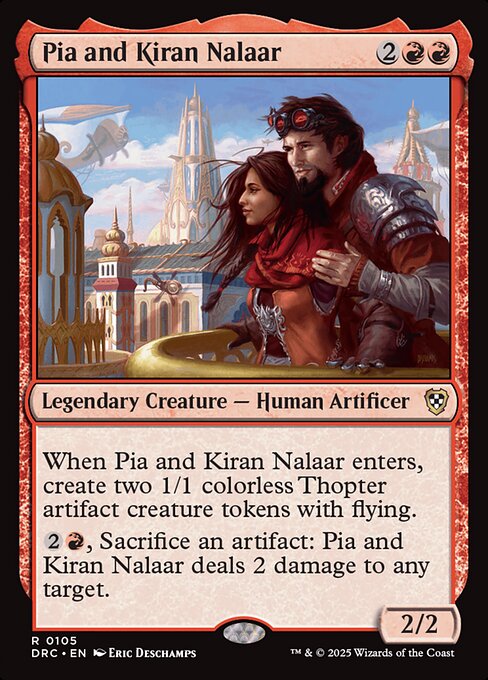 Pia and Kiran Nalaar 2
Legendary Creature — Human Artificer
When Pia and Kiran Nalaar enters,
create two 1/1 colorless Thopter
artifact creature tokens with flying.
2, Sacrifice an artifact: Pia and
Kiran Nalaar deals 2 damage to any
target.
2/2
R 0105
DRC • EN Eric Deschamps
™ & © 2025 Wizards of the Coast